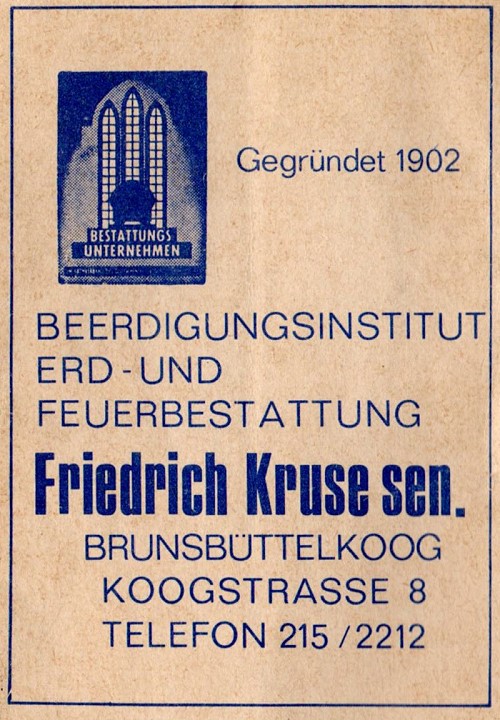 Gegründet 1902
BESTATTUNGS
UNTERNEHMEN
BEERDIGUNGSINSTITUT
ERD-UND
FEUERBESTATTUNG
Friedrich Kruse sen.
BRUNSBÜTTELKOOG
KOOGSTRASSE 8
TELEFON 215/2212